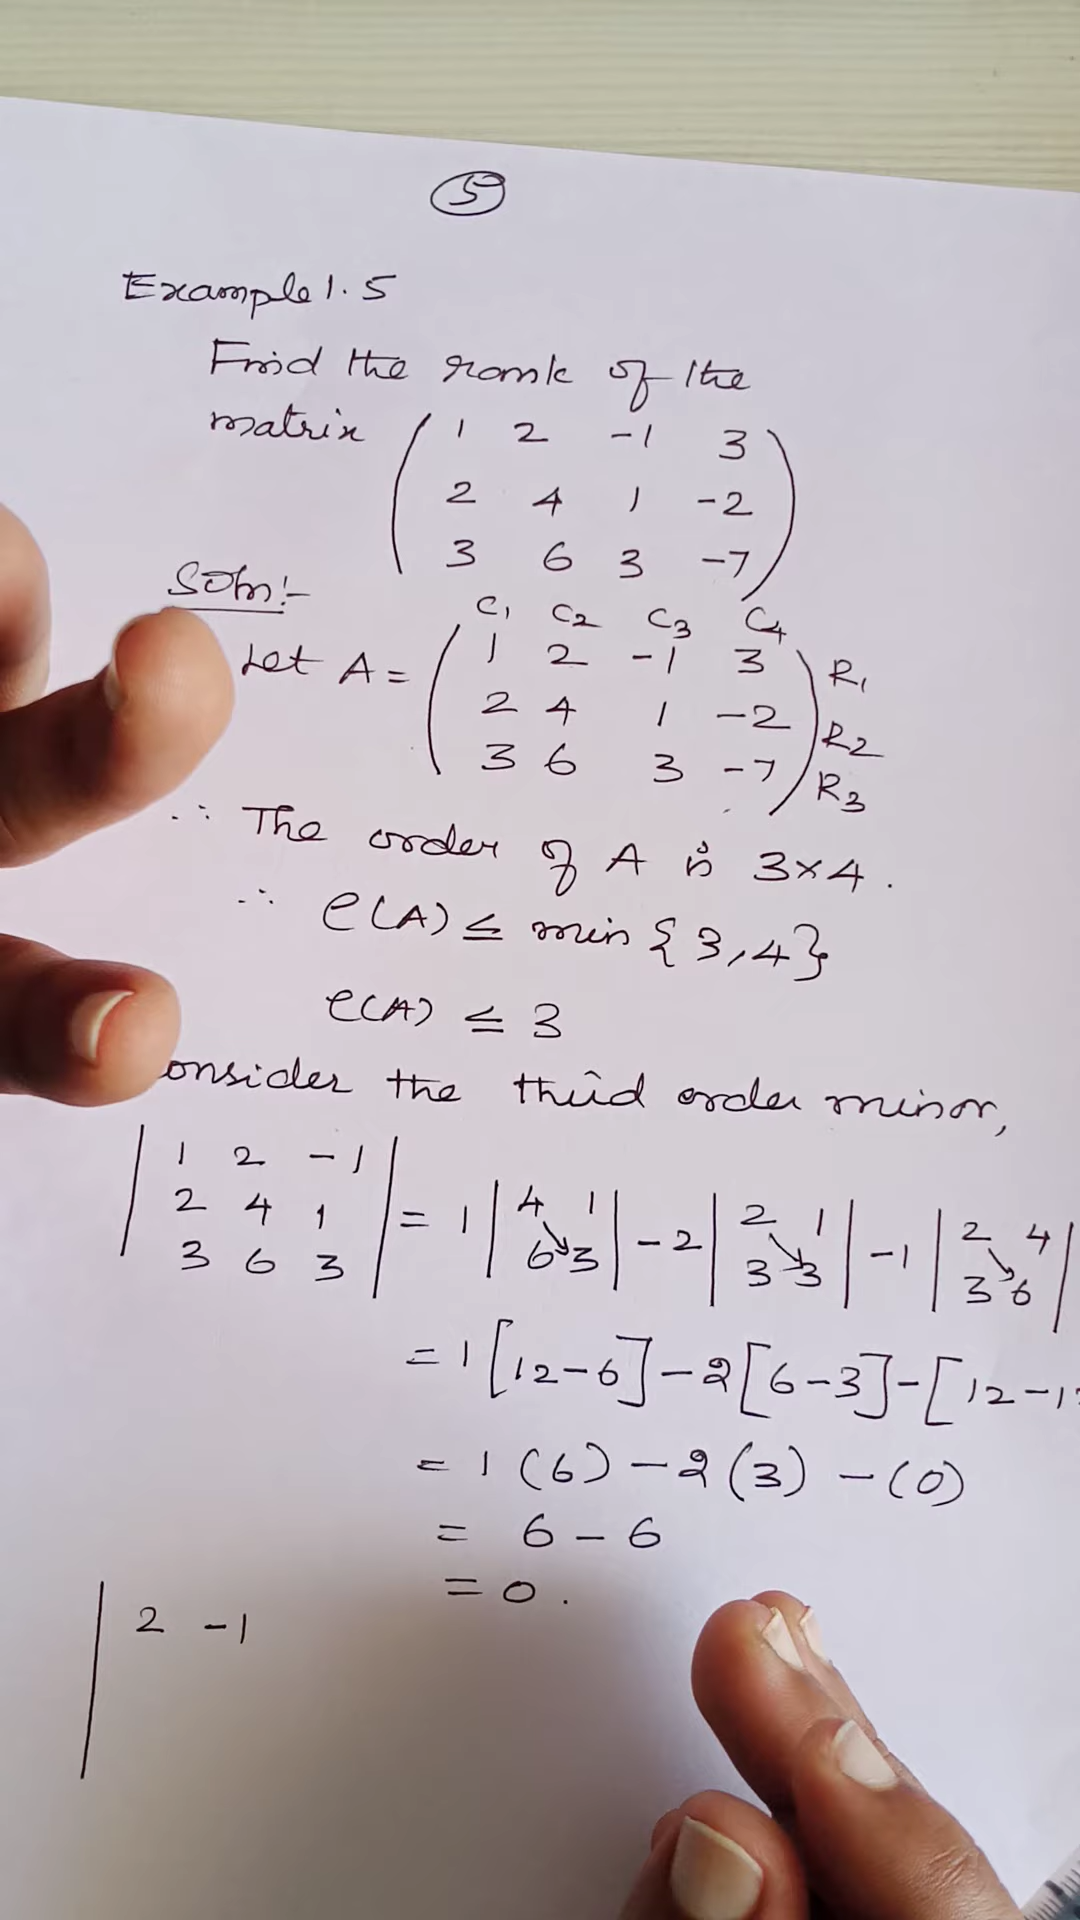 5
Example 1.5
Find the rank of the
matrix ( 1 2 -1 3
2 4 1 -2
3 6 3 -7 )
Soln:-
C1 C2 C3 C4
Let A = ( 1 2 -1 3 ) R1
2 4 1 -2 R2
3 6 3 -7 R3
∴ The order of A is 3×4.
∴ ρ(A) ≤ min {3,4}
ρ(A) ≤ 3
onsider the third order minor,
| 1 2 -1 |
| 2 4 1 | = 1 | 4 1 | -2 | 2 1 | -1 | 2 4 |
| 3 6 3 | | 6 3 | | 3 3 | | 3 6 |
= 1 [12-6] -2 [6-3] - [12-1
= 1 (6) -2 (3) - (0)
= 6 - 6
= 0.
| 2 -1